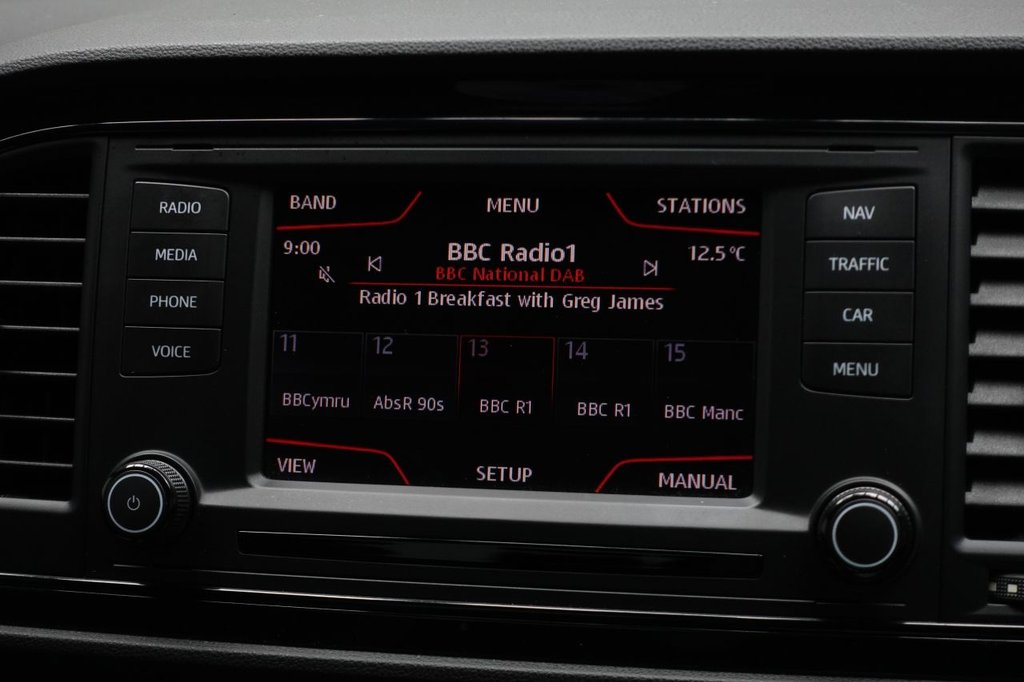 RADIO
MEDIA
PHONE
VOICE
BAND MENU STATIONS
9:00 BBC Radio1 12.5°C
BBC National DAB
Radio 1 Breakfast with Greg James
11 12 13 14 15
BBCymru AbsR 90s BBC R1 BBC R1 BBC Manc
VIEW SETUP MANUAL
NAV
TRAFFIC
CAR
MENU